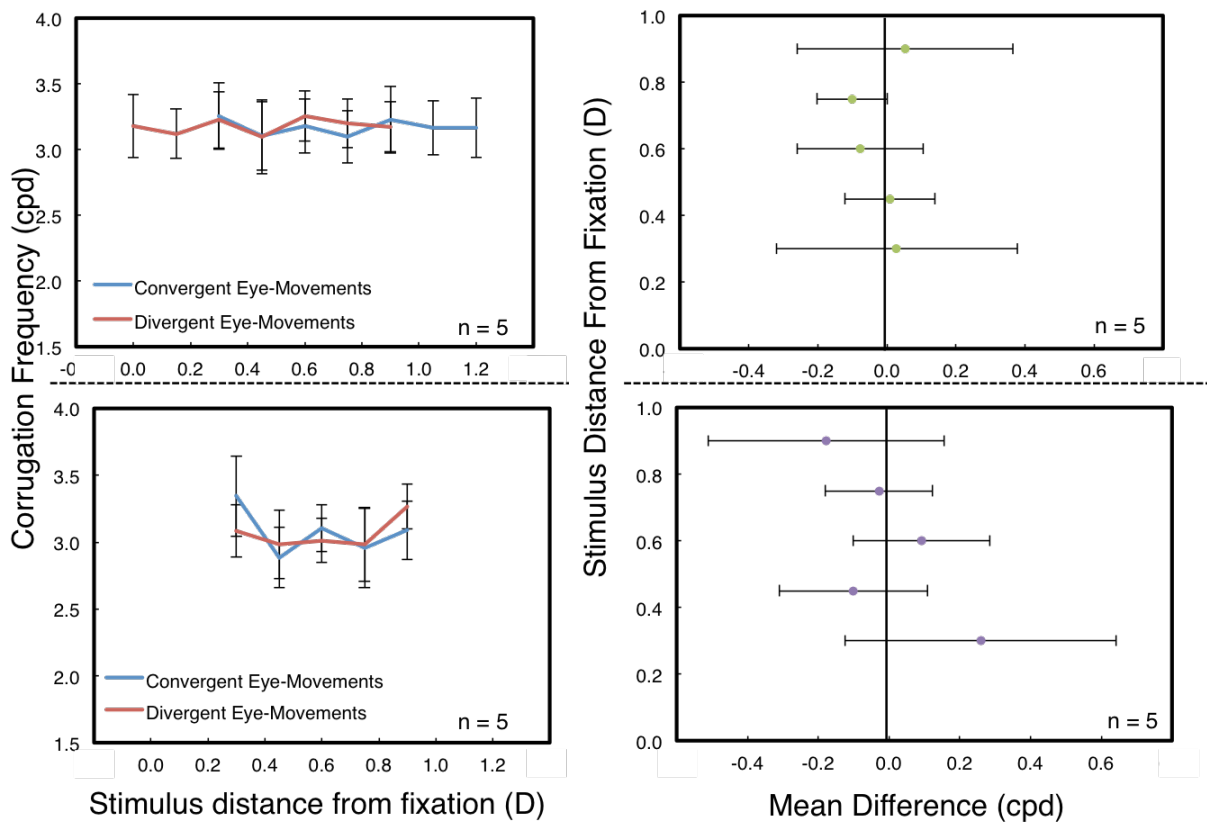 Corrugation Frequency (cpd)
4.0
3.5
3.0
2.5
2.0
1.5
Convergent Eye-Movements
Divergent Eye-Movements
n = 5
-0 0.0 0.2 0.4 0.6 0.8 1.0 1.2
Stimulus Distance From Fixation (D)
1.0
0.8
0.6
0.4
0.2
0.0
n = 5
-0.4 -0.2 0.0 0.2 0.4 0.6
4.0
3.5
3.0
2.5
2.0
1.5
Convergent Eye-Movements
Divergent Eye-Movements
n = 5
0.0 0.2 0.4 0.6 0.8 1.0 1.2
Stimulus distance from fixation (D)
1.0
0.8
0.6
0.4
0.2
0.0
n = 5
-0.4 -0.2 0.0 0.2 0.4 0.6
Mean Difference (cpd)